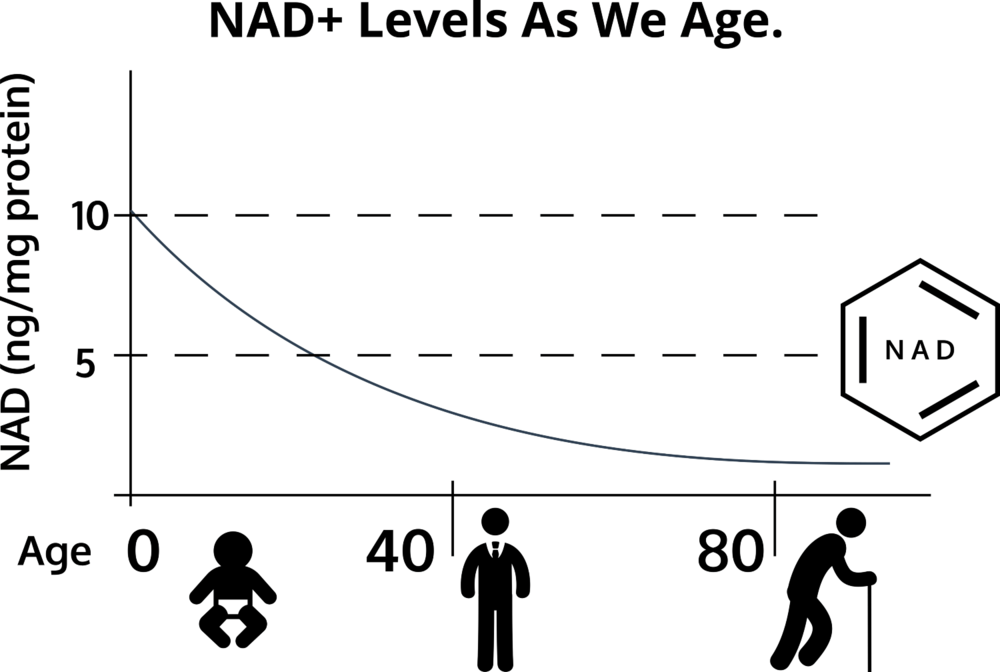 NAD+ Levels As We Age.
NAD (ng/mg protein)
10
5
NAD
Age 0 40 80